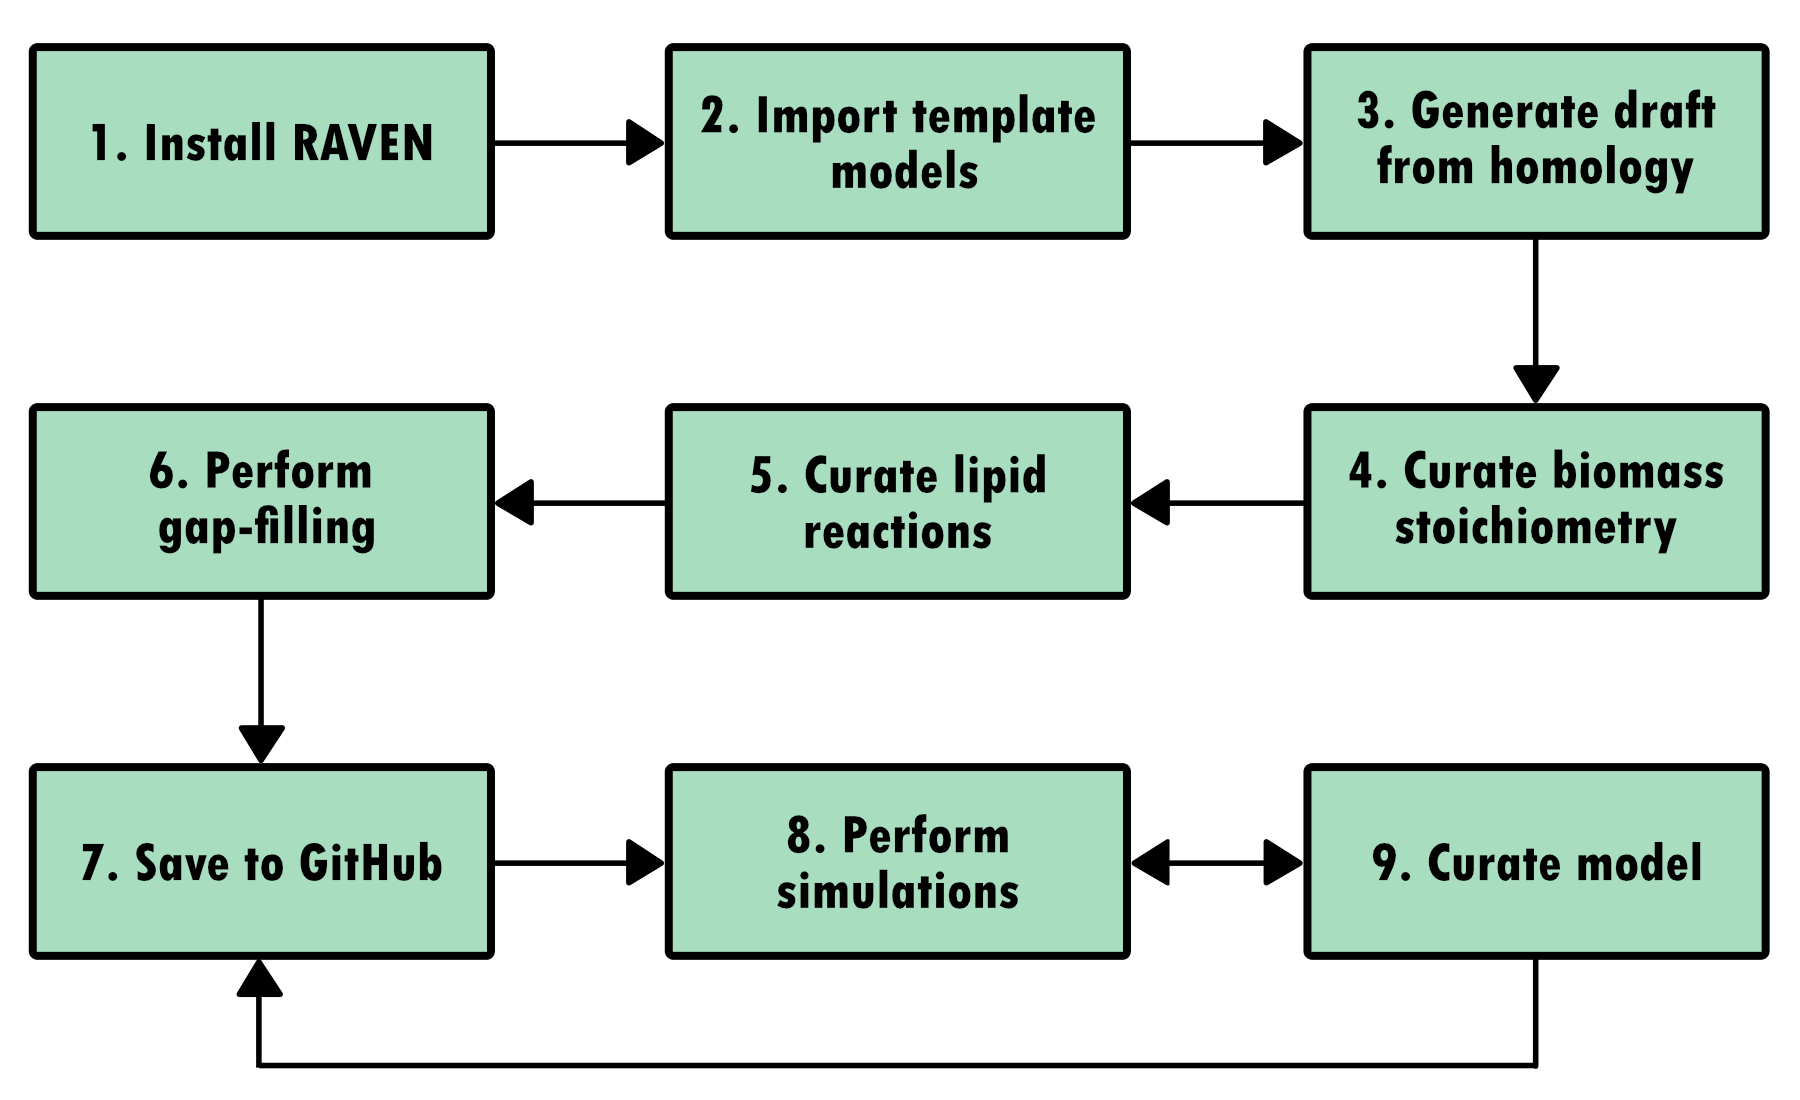 1. Install RAVEN
2. Import template
models
3. Generate draft
from homology
4. Curate biomass
stoichiometry
5. Curate lipid
reactions
6. Perform
gap-filling
7. Save to GitHub
8. Perform
simulations
9. Curate model